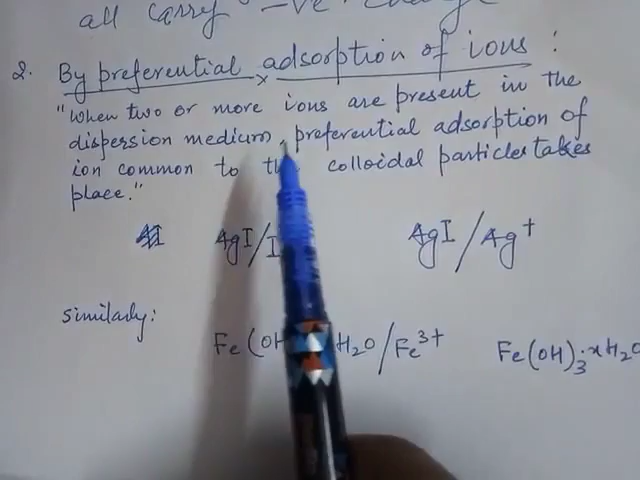 all carry -ve charge
2. By preferential adsorption of ions :
"When two or more ions are present in the
dispersion medium, preferential adsorption of
ion common to colloidal particles takes
place."
AgI/I AgI/Ag⁺
Similarly:
Fe(OH H₂O/Fe³⁺ Fe(OH)₃·xH₂O